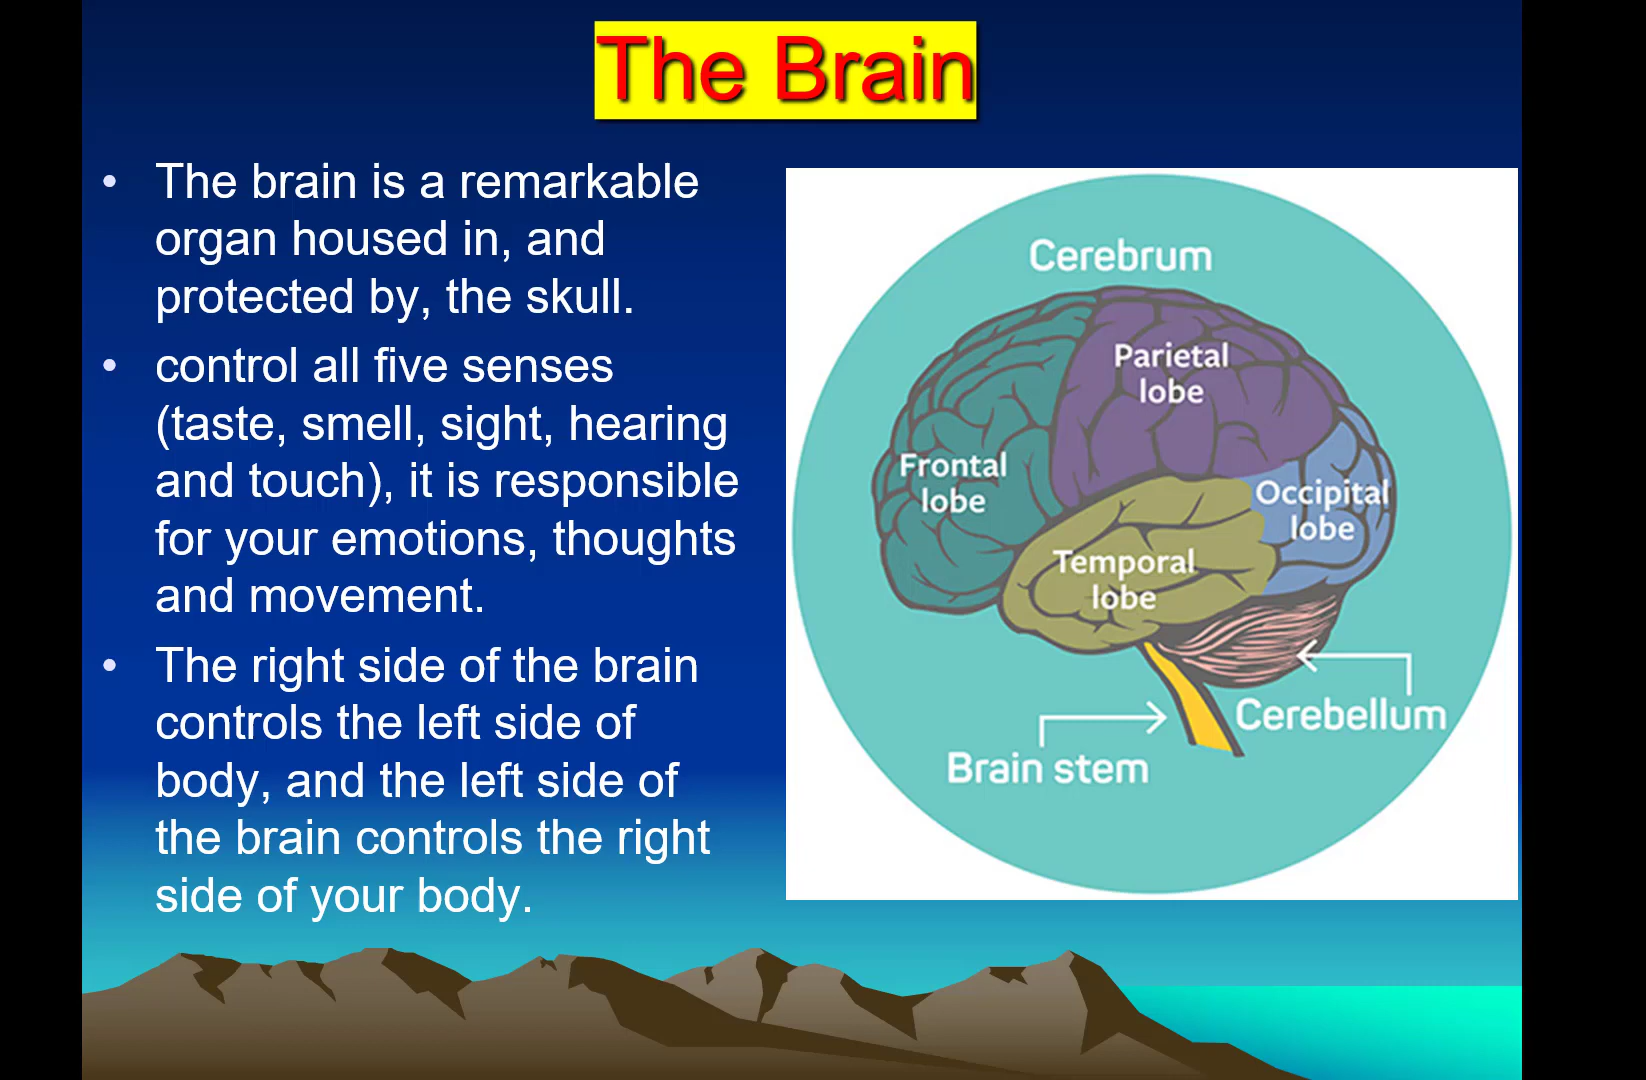 The Brain
• The brain is a remarkable
organ housed in, and
protected by, the skull.
• control all five senses
(taste, smell, sight, hearing
and touch), it is responsible
for your emotions, thoughts
and movement.
• The right side of the brain
controls the left side of
body, and the left side of
the brain controls the right
side of your body.
Cerebrum
Parietal
lobe
Frontal
lobe
Occipital
lobe
Temporal
lobe
Cerebellum
Brain stem